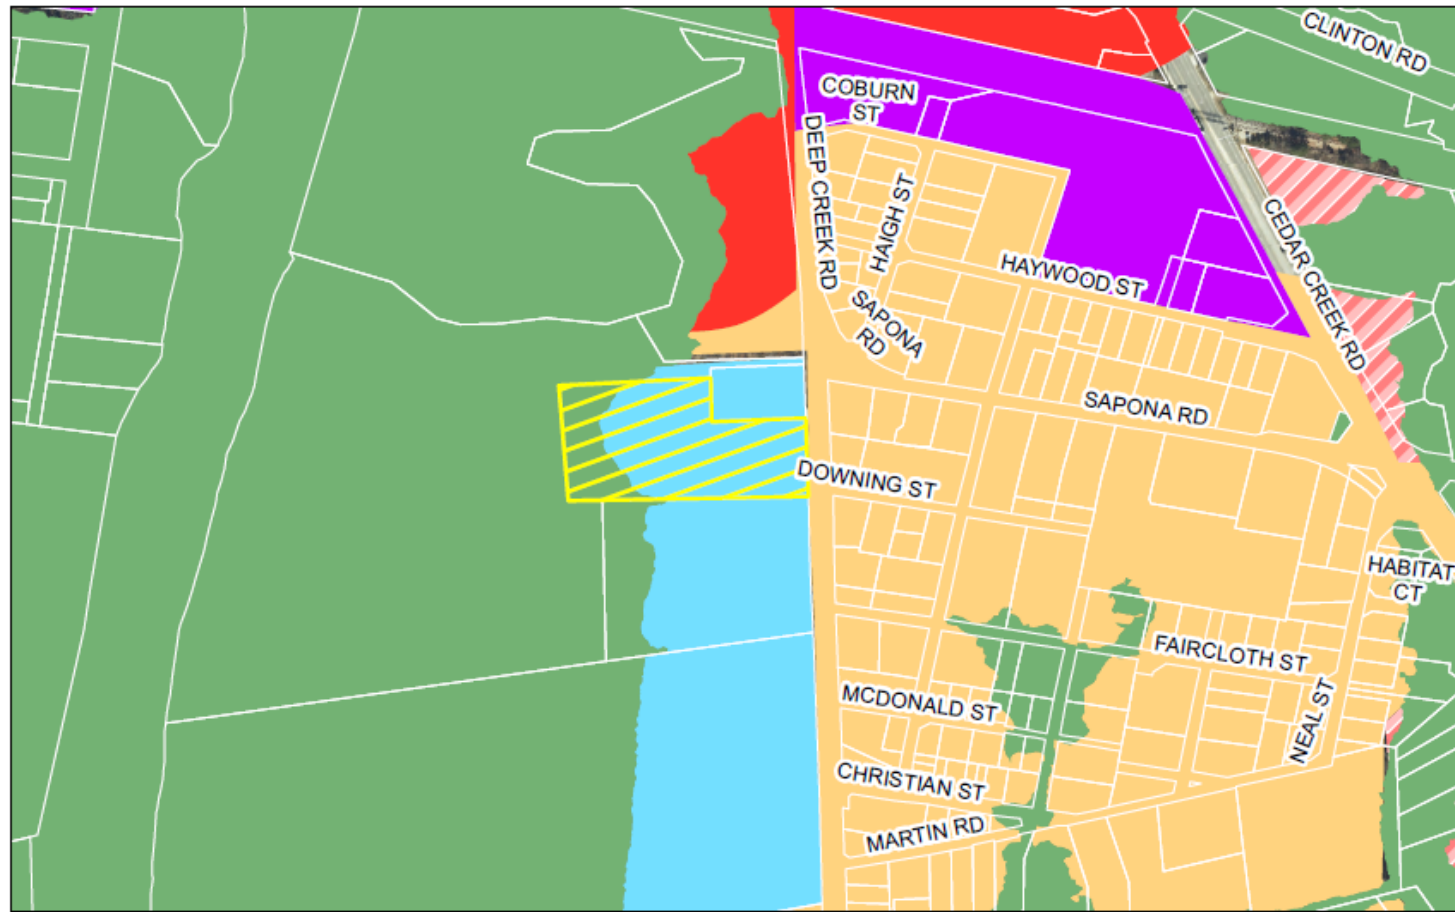 CLINTON RD
COBURN
ST
DEEP CREEK RD
HAIGH ST
CEDAR CREEK RD
HAYWOOD ST
SAPONA
RD
SAPONA RD
DOWNING ST
HABITAT
CT
FAIRCLOTH ST
MCDONALD ST
NEAL ST
CHRISTIAN ST
MARTIN RD